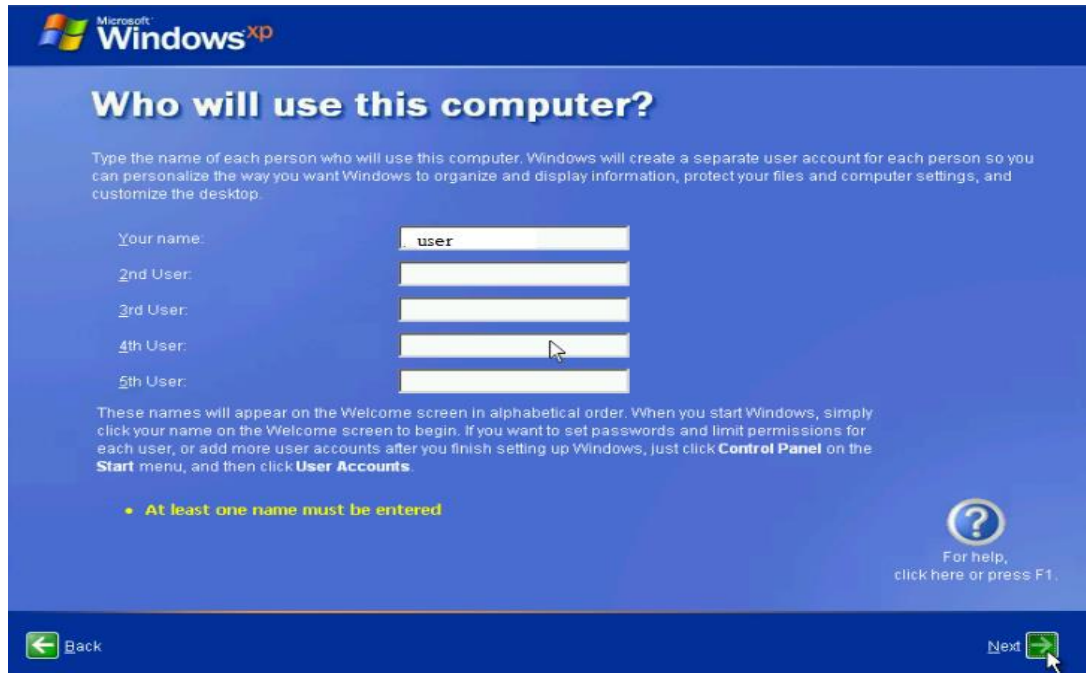 Microsoft
Windows xp
Who will use this computer?
Type the name of each person who will use this computer. Windows will create a separate user account for each person so you
can personalize the way you want Windows to organize and display information, protect your files and computer settings, and
customize the desktop.
Your name: user
2nd User:
3rd User:
4th User:
5th User:
These names will appear on the Welcome screen in alphabetical order. When you start Windows, simply
click your name on the Welcome screen to begin. If you want to set passwords and limit permissions for
each user, or add more user accounts after you finish setting up Windows, just click Control Panel on the
Start menu, and then click User Accounts.
• At least one name must be entered
For help,
click here or press F1.
Back
Next